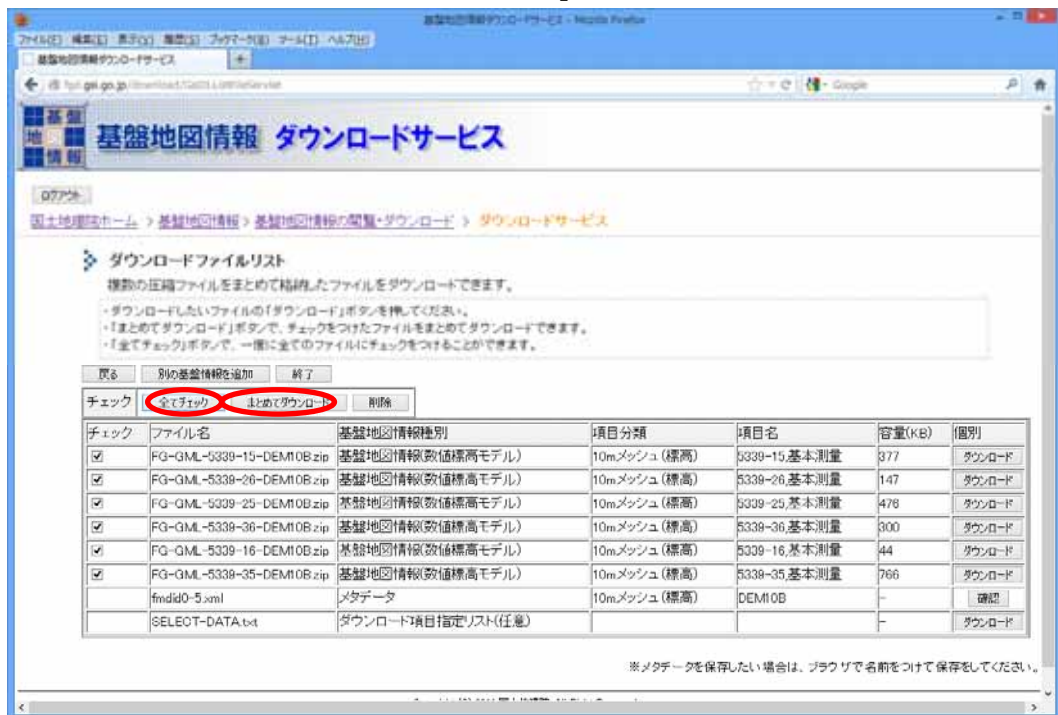 基盤地図情報ダウンロードサービス - Mozilla Firefox
ファイル(F) 編集(E) 表示(V) 履歴(S) ブックマーク(B) ツール(T) ヘルプ(H)
基盤地図情報ダウンロードサービス +
gsi.go.jp
Google
基盤
地図
情報
基盤地図情報 ダウンロードサービス
ログアウト
国土地理院ホーム > 基盤地図情報 > 基盤地図情報の閲覧・ダウンロード > ダウンロードサービス
ダウンロードファイルリスト
複数の圧縮ファイルをまとめて格納したファイルをダウンロードできます。
・ダウンロードしたいファイルの「ダウンロード」ボタンを押してください。
・「まとめてダウンロード」ボタンで、チェックをつけたファイルをまとめてダウンロードできます。
・「全てチェック」ボタンで、一度に全てのファイルにチェックをつけることができます。
戻る 別の基盤情報を追加 終了
チェック 全てチェック まとめてダウンロード 削除
チェック ファイル名 基盤地図情報種別 項目分類 項目名 容量(KB) 個別
FG-GML-5339-15-DEM10B.zip 基盤地図情報(数値標高モデル) 10mメッシュ(標高) 5339-15,基本測量 377 ダウンロード
FG-GML-5339-26-DEM10B.zip 基盤地図情報(数値標高モデル) 10mメッシュ(標高) 5339-26,基本測量 147 ダウンロード
FG-GML-5339-25-DEM10B.zip 基盤地図情報(数値標高モデル) 10mメッシュ(標高) 5339-25,基本測量 476 ダウンロード
FG-GML-5339-36-DEM10B.zip 基盤地図情報(数値標高モデル) 10mメッシュ(標高) 5339-36,基本測量 300 ダウンロード
FG-GML-5339-16-DEM10B.zip 基盤地図情報(数値標高モデル) 10mメッシュ(標高) 5339-16,基本測量 44 ダウンロード
FG-GML-5339-35-DEM10B.zip 基盤地図情報(数値標高モデル) 10mメッシュ(標高) 5339-35,基本測量 766 ダウンロード
fmdid0-5.xml メタデータ 10mメッシュ(標高) DEM10B - 確認
SELECT-DATA.txt ダウンロード項目指定リスト(任意) - ダウンロード
※メタデータを保存したい場合は、ブラウザで名前をつけて保存をしてください。